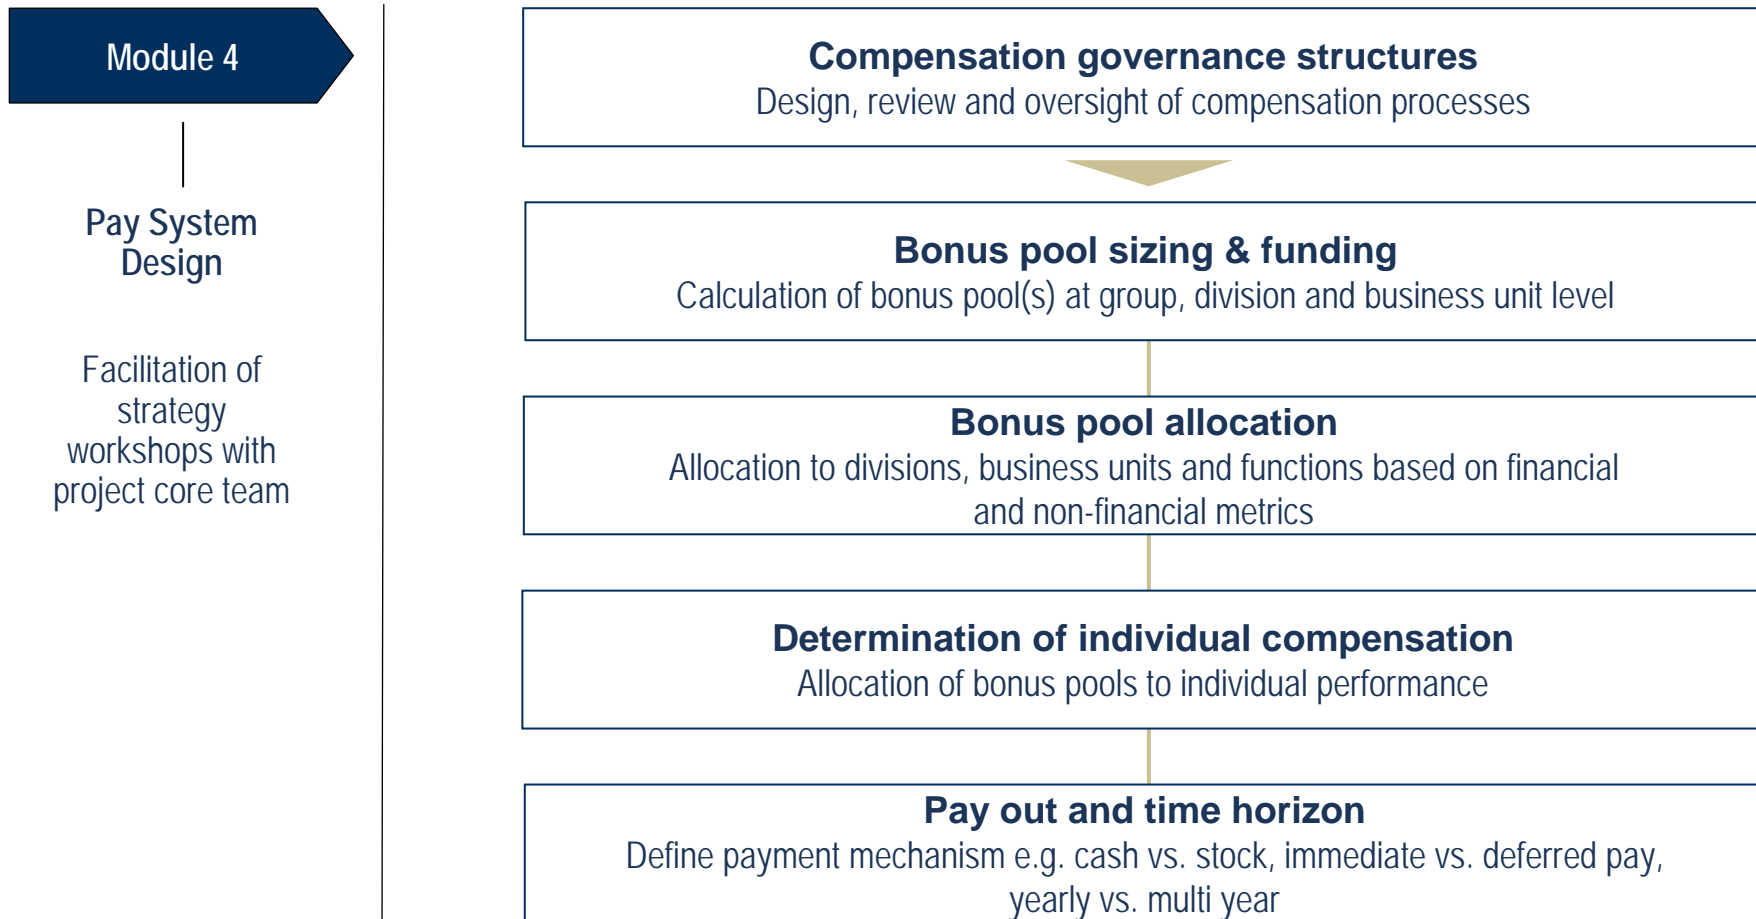 Module 4
Pay System
Design
Facilitation of
strategy
workshops with
project core team
Compensation governance structures
Design, review and oversight of compensation processes
Bonus pool sizing & funding
Calculation of bonus pool(s) at group, division and business unit level
Bonus pool allocation
Allocation to divisions, business units and functions based on financial
and non-financial metrics
Determination of individual compensation
Allocation of bonus pools to individual performance
Pay out and time horizon
Define payment mechanism e.g. cash vs. stock, immediate vs. deferred pay,
yearly vs. multi year